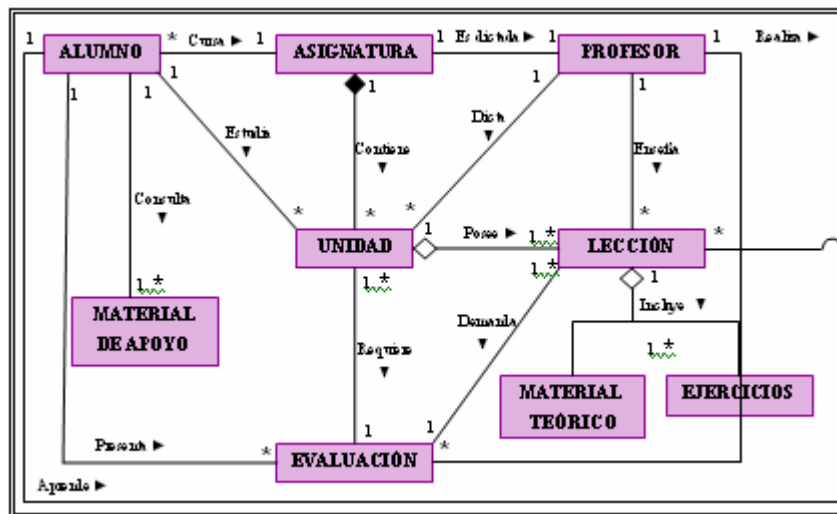 1 1 * Cursa ► 1 1 Es dictada ► 1 1 Realiza ►
ALUMNO ASIGNATURA PROFESOR
1 1 1 1 1 1
Estudia ▼ Dicta ▼
Contiene ▼ Enseña ▼
Consulta ▼
* * * *
UNIDAD 1 Posee ► 1..* LECCIÓN *
1..* 1..* 1..* 1
Incluye ▼
MATERIAL
DE APOYO
Demanda ▼
Requiere ▼
1..*
MATERIAL
TEÓRICO
EJERCICIOS
1 1
Presenta ► * EVALUACIÓN *
Aprende ►